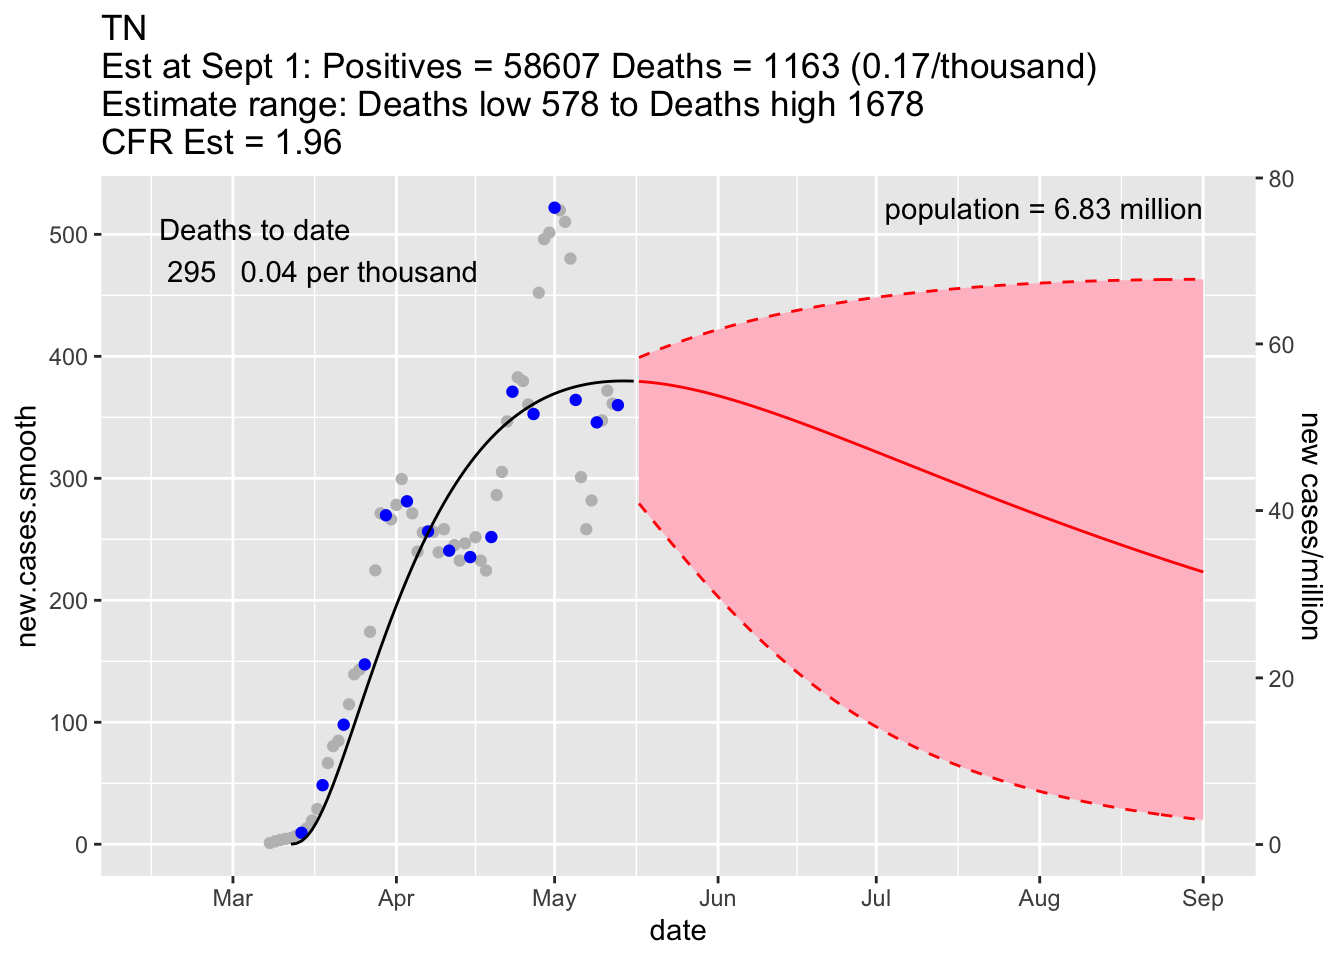 TN
Est at Sept 1: Positives = 58607 Deaths = 1163 (0.17/thousand)
Estimate range: Deaths low 578 to Deaths high 1678
CFR Est = 1.96
Deaths to date
295 0.04 per thousand
population = 6.83 million
new.cases.smooth
500
400
300
200
100
0
80
60
40
20
0
new cases/million
Mar Apr May Jun Jul Aug Sep
date